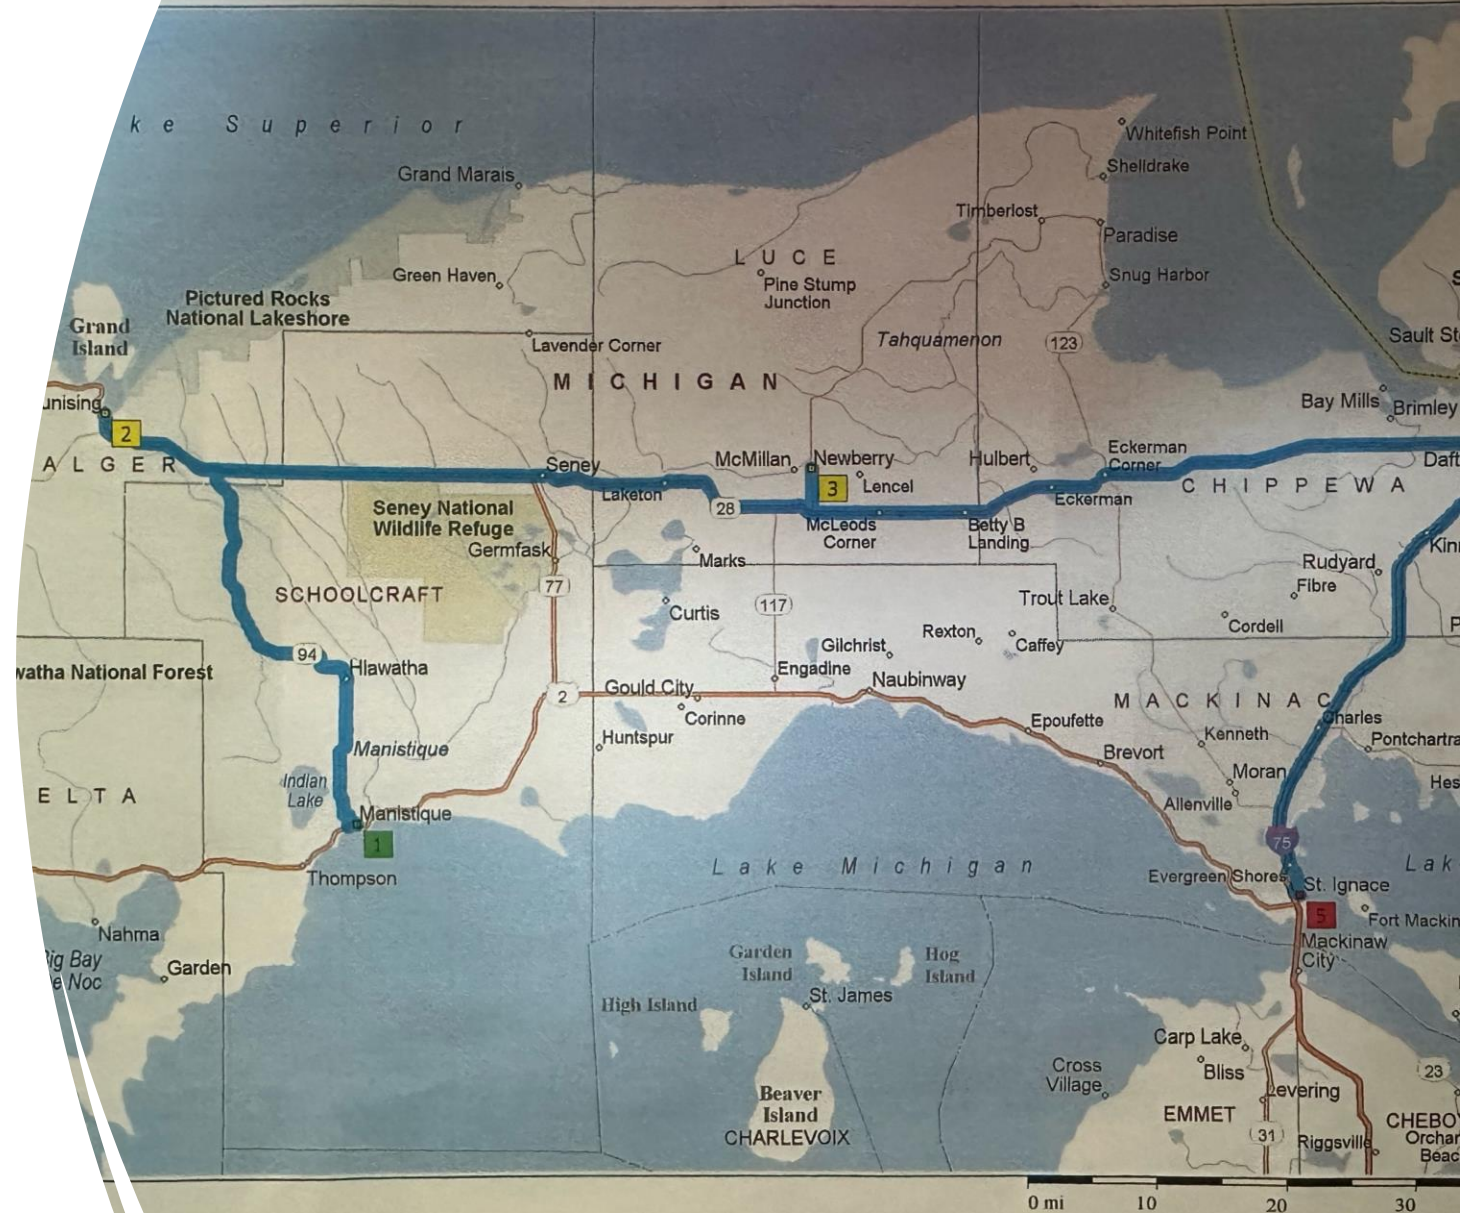 ke Superior
Whitefish Point
Shelldrake
Grand Marais
Timberlost
Paradise
LUCE
Green Haven
Pine Stump
Junction
Snug Harbor
Pictured Rocks
National Lakeshore
Grand
Island
Lavender Corner
Tahquamenon
123
Sault St
MICHIGAN
unising
Bay Mills
Brimley
2
ALGER
Seney
McMillan
Newberry
Hulbert
Eckerman
Corner
Daft
Laketon
3
Lencel
Eckerman
CHIPPEWA
Seney National
Wildlife Refuge
28
McLeods
Corner
Betty B
Landing
Germfask
Marks
Kinr
Rudyard
Fibre
77
SCHOOLCRAFT
Curtis
117
Trout Lake
Cordell
Rexton
Caffey
P
94
Hiawatha
watha National Forest
Gilchrist
Engadine
Naubinway
2
Gould City
Corinne
MACKINAC
Charles
Epoufette
Kenneth
Pontchartra
Huntspur
Manistique
Brevort
Moran
Hes
Indian
Lake
ELTA
Manistique
1
Allenville
75
Thompson
Lake Michigan
Evergreen Shores
St. Ignace
Lak
5
Fort Mackin
Nahma
Mackinaw
City
Big Bay
e Noc
Garden
Garden
Island
Hog
Island
High Island
St. James
Carp Lake
Bliss
Cross
Village
23
Levering
Beaver
Island
CHARLEVOIX
EMMET
31
Riggsville
CHEBOY
Orchar
Beac
0 mi 10 20 30